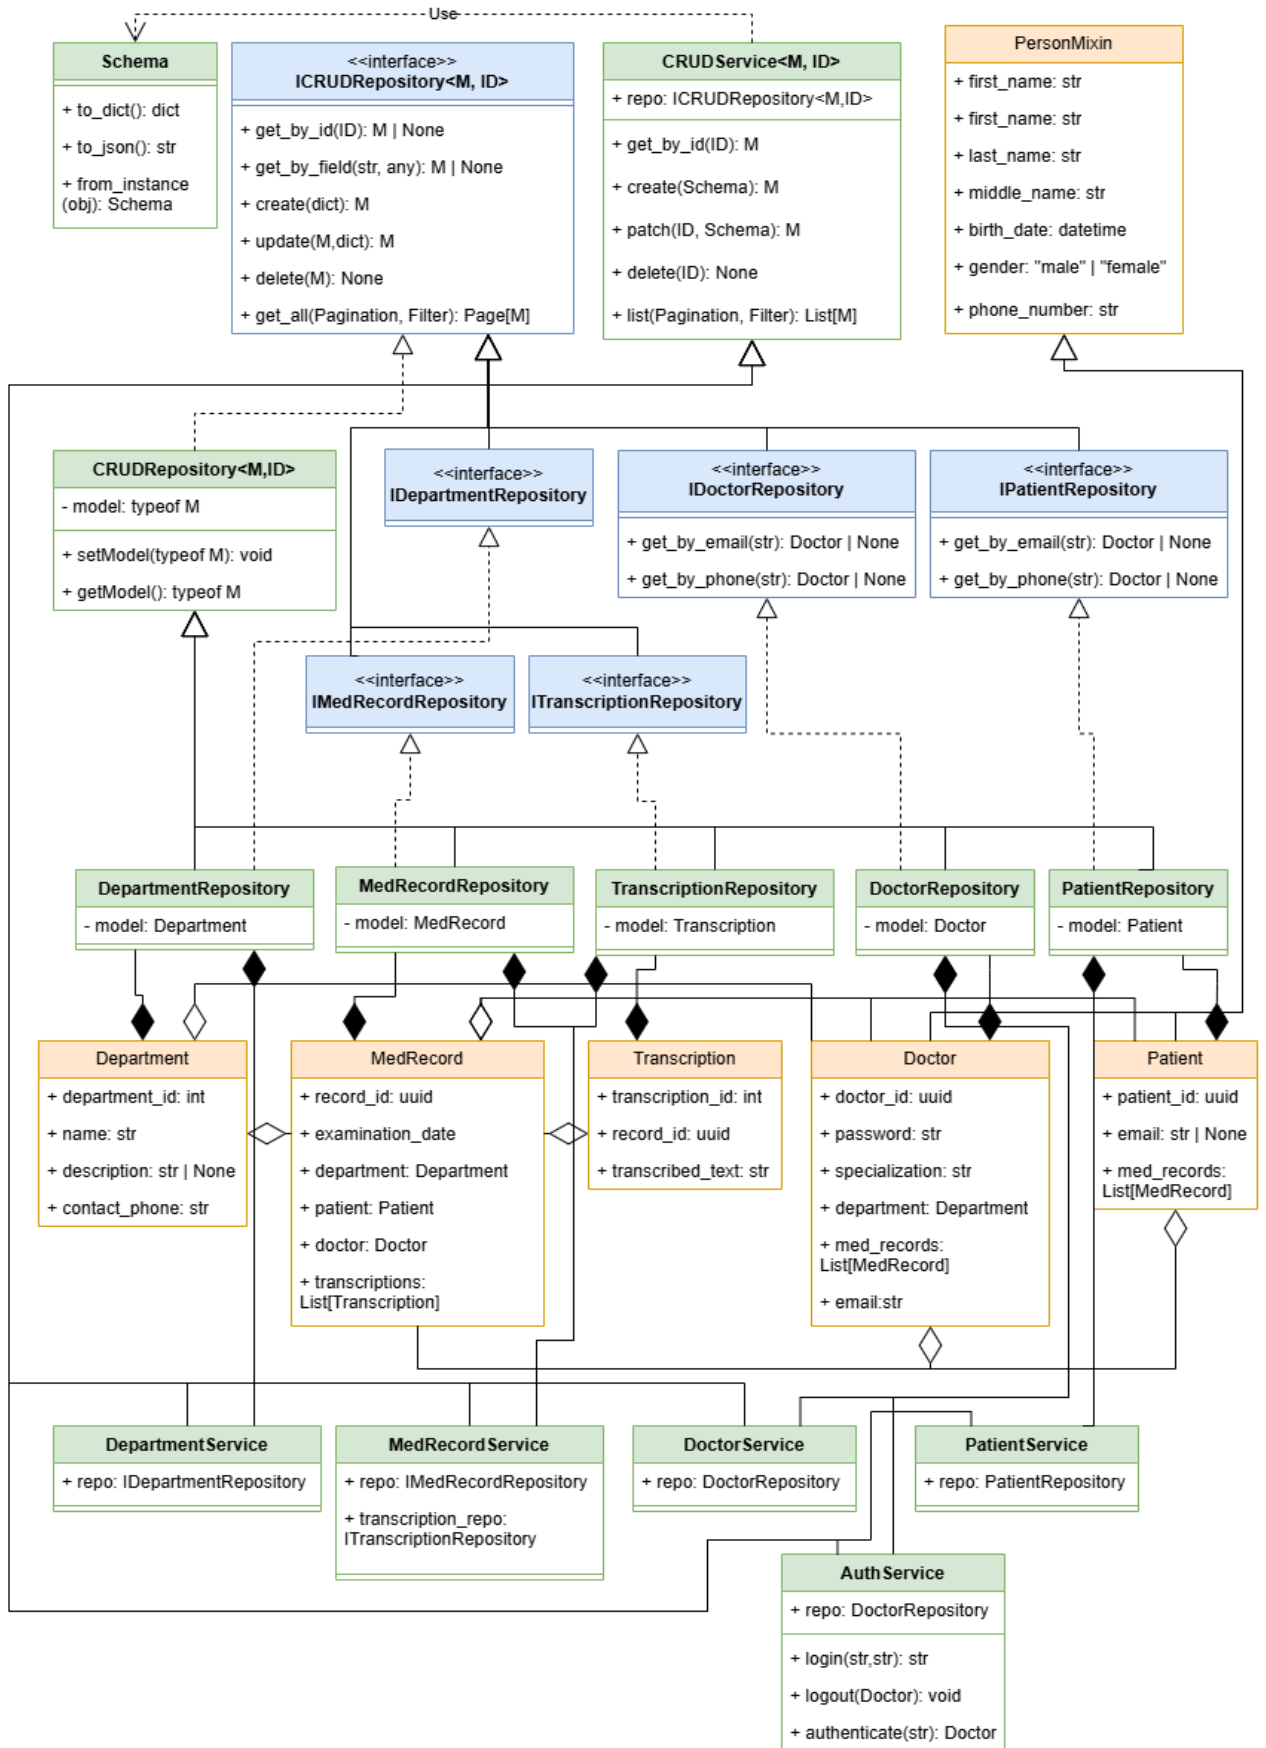 Use
Schema
+ to_dict(): dict
+ to_json(): str
+ from_instance
(obj): Schema
<<interface>>
ICRUDRepository<M, ID>
+ get_by_id(ID): M | None
+ get_by_field(str, any): M | None
+ create(dict): M
+ update(M,dict): M
+ delete(M): None
+ get_all(Pagination, Filter): Page[M]
CRUDService<M, ID>
+ repo: ICRUDRepository<M,ID>
+ get_by_id(ID): M
+ create(Schema): M
+ patch(ID, Schema): M
+ delete(ID): None
+ list(Pagination, Filter): List[M]
PersonMixin
+ first_name: str
+ first_name: str
+ last_name: str
+ middle_name: str
+ birth_date: datetime
+ gender: "male" | "female"
+ phone_number: str
CRUDRepository<M,ID>
- model: typeof M
+ setModel(typeof M): void
+ getModel(): typeof M
<<interface>>
IDepartmentRepository
<<interface>>
IDoctorRepository
+ get_by_email(str): Doctor | None
+ get_by_phone(str): Doctor | None
<<interface>>
IPatientRepository
+ get_by_email(str): Doctor | None
+ get_by_phone(str): Doctor | None
<<interface>>
IMedRecordRepository
<<interface>>
ITranscriptionRepository
DepartmentRepository
- model: Department
MedRecordRepository
- model: MedRecord
TranscriptionRepository
- model: Transcription
DoctorRepository
- model: Doctor
PatientRepository
- model: Patient
Department
+ department_id: int
+ name: str
+ description: str | None
+ contact_phone: str
MedRecord
+ record_id: uuid
+ examination_date
+ department: Department
+ patient: Patient
+ doctor: Doctor
+ transcriptions:
List[Transcription]
Transcription
+ transcription_id: int
+ record_id: uuid
+ transcribed_text: str
Doctor
+ doctor_id: uuid
+ password: str
+ specialization: str
+ department: Department
+ med_records:
List[MedRecord]
+ email:str
Patient
+ patient_id: uuid
+ email: str | None
+ med_records:
List[MedRecord]
DepartmentService
+ repo: IDepartmentRepository
MedRecordService
+ repo: IMedRecordRepository
+ transcription_repo:
ITranscriptionRepository
DoctorService
+ repo: DoctorRepository
PatientService
+ repo: PatientRepository
AuthService
+ repo: DoctorRepository
+ login(str,str): str
+ logout(Doctor): void
+ authenticate(str): Doctor